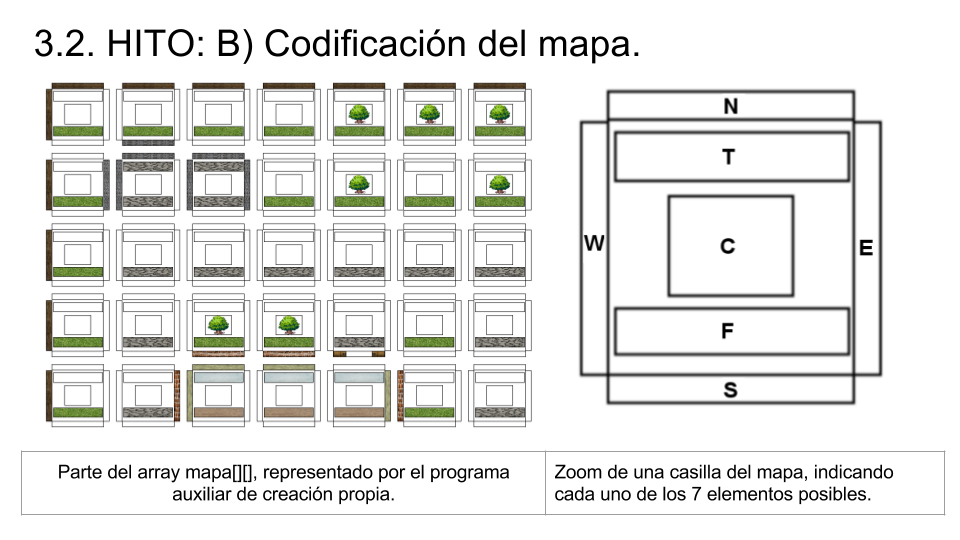 3.2. HITO: B) Codificación del mapa.
N
T
W
C
E
F
S
Parte del array mapa[][], representado por el programa
auxiliar de creación propia.
Zoom de una casilla del mapa, indicando
cada uno de los 7 elementos posibles.